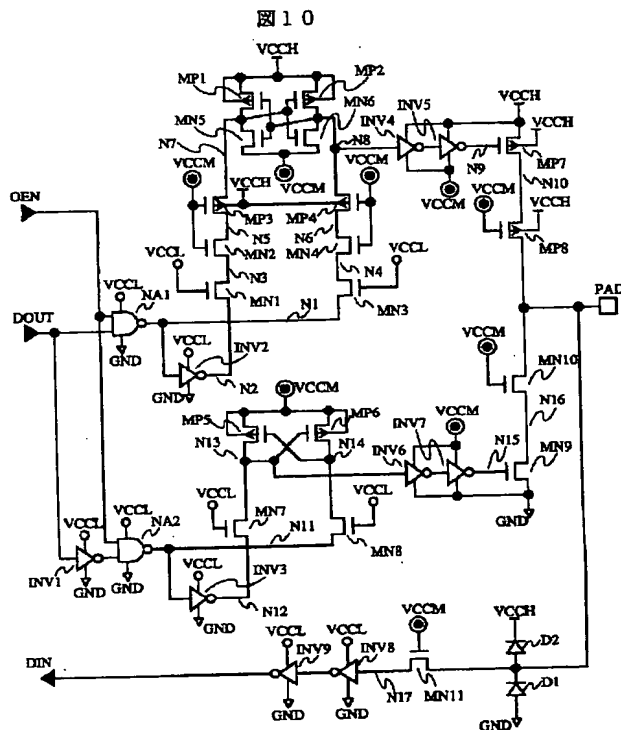 図10
VCCH
MP1
MP2
VCCH
MN5
MN6
INV5
N7
INV4
VCCH
N8
VCCM
VCCH
VCCM
N9
MP7
VCCM
N10
OEN
VCCM
VCCH
MP3
MP4
N5
N6
MP8
VCCL
MN2
MN4
VCCL
N3
N4
PAD
VCCL
NA1
MN1
N1
MN3
DOUT
VCCM
MN10
GND
VCCL
INV2
GND
N2
VCCM
N16
MP5
MP6
VCCM
INV7
N13
N14
INV6
N15
MN9
VCCL
VCCL
GND
VCCL
NA2
MN7
N11
VCCL
MN8
VCCL
INV3
INV1
GND
GND
N12
GND
VCCM
VCCH
VCCL
VCCL
INV9
INV8
D2
DIN
N17
MN11
D1
GND
GND
GND